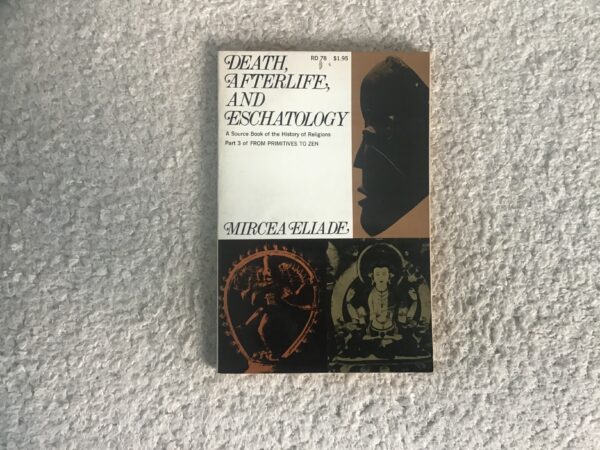 RD 78 $1.95
DEATH,
AFTERLIFE,
AND
ESCHATOLOGY
A Source Book of the History of Religions
Part 3 of FROM PRIMITIVES TO ZEN
MIRCEA ELIADE